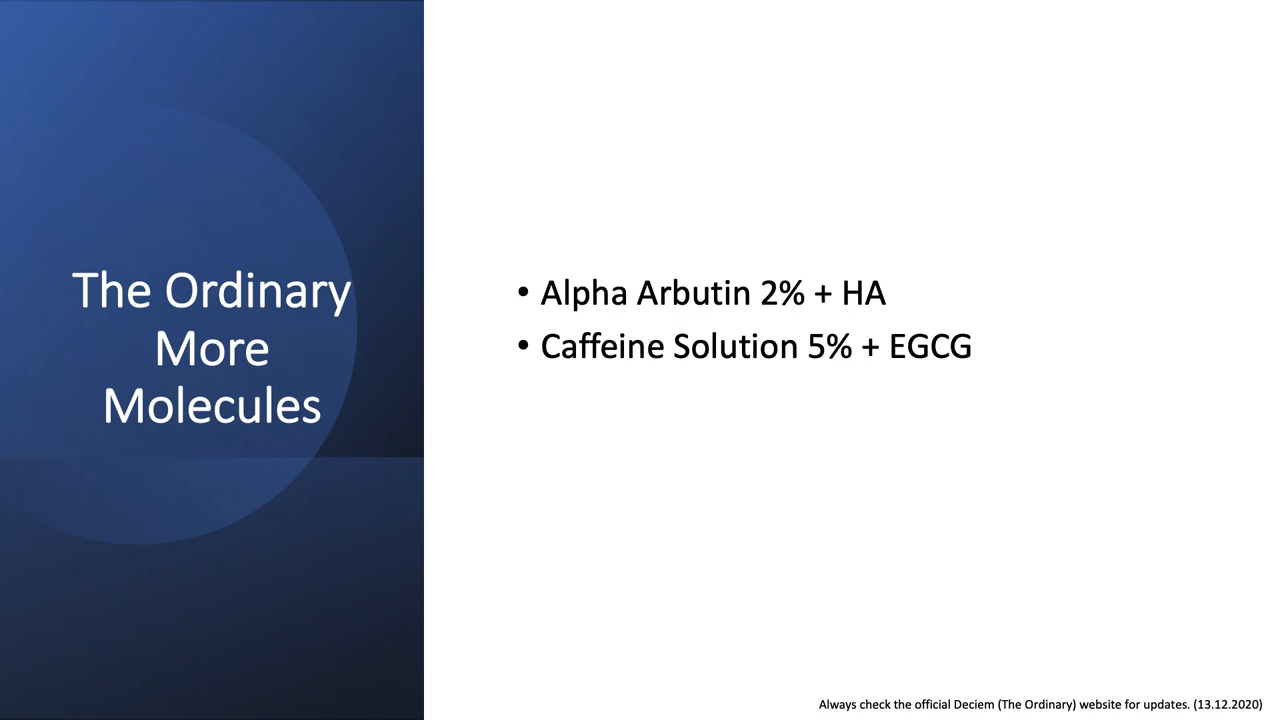 The Ordinary
More
Molecules
• Alpha Arbutin 2% + HA
• Caffeine Solution 5% + EGCG
Always check the official Deciem (The Ordinary) website for updates. (13.12.2020)